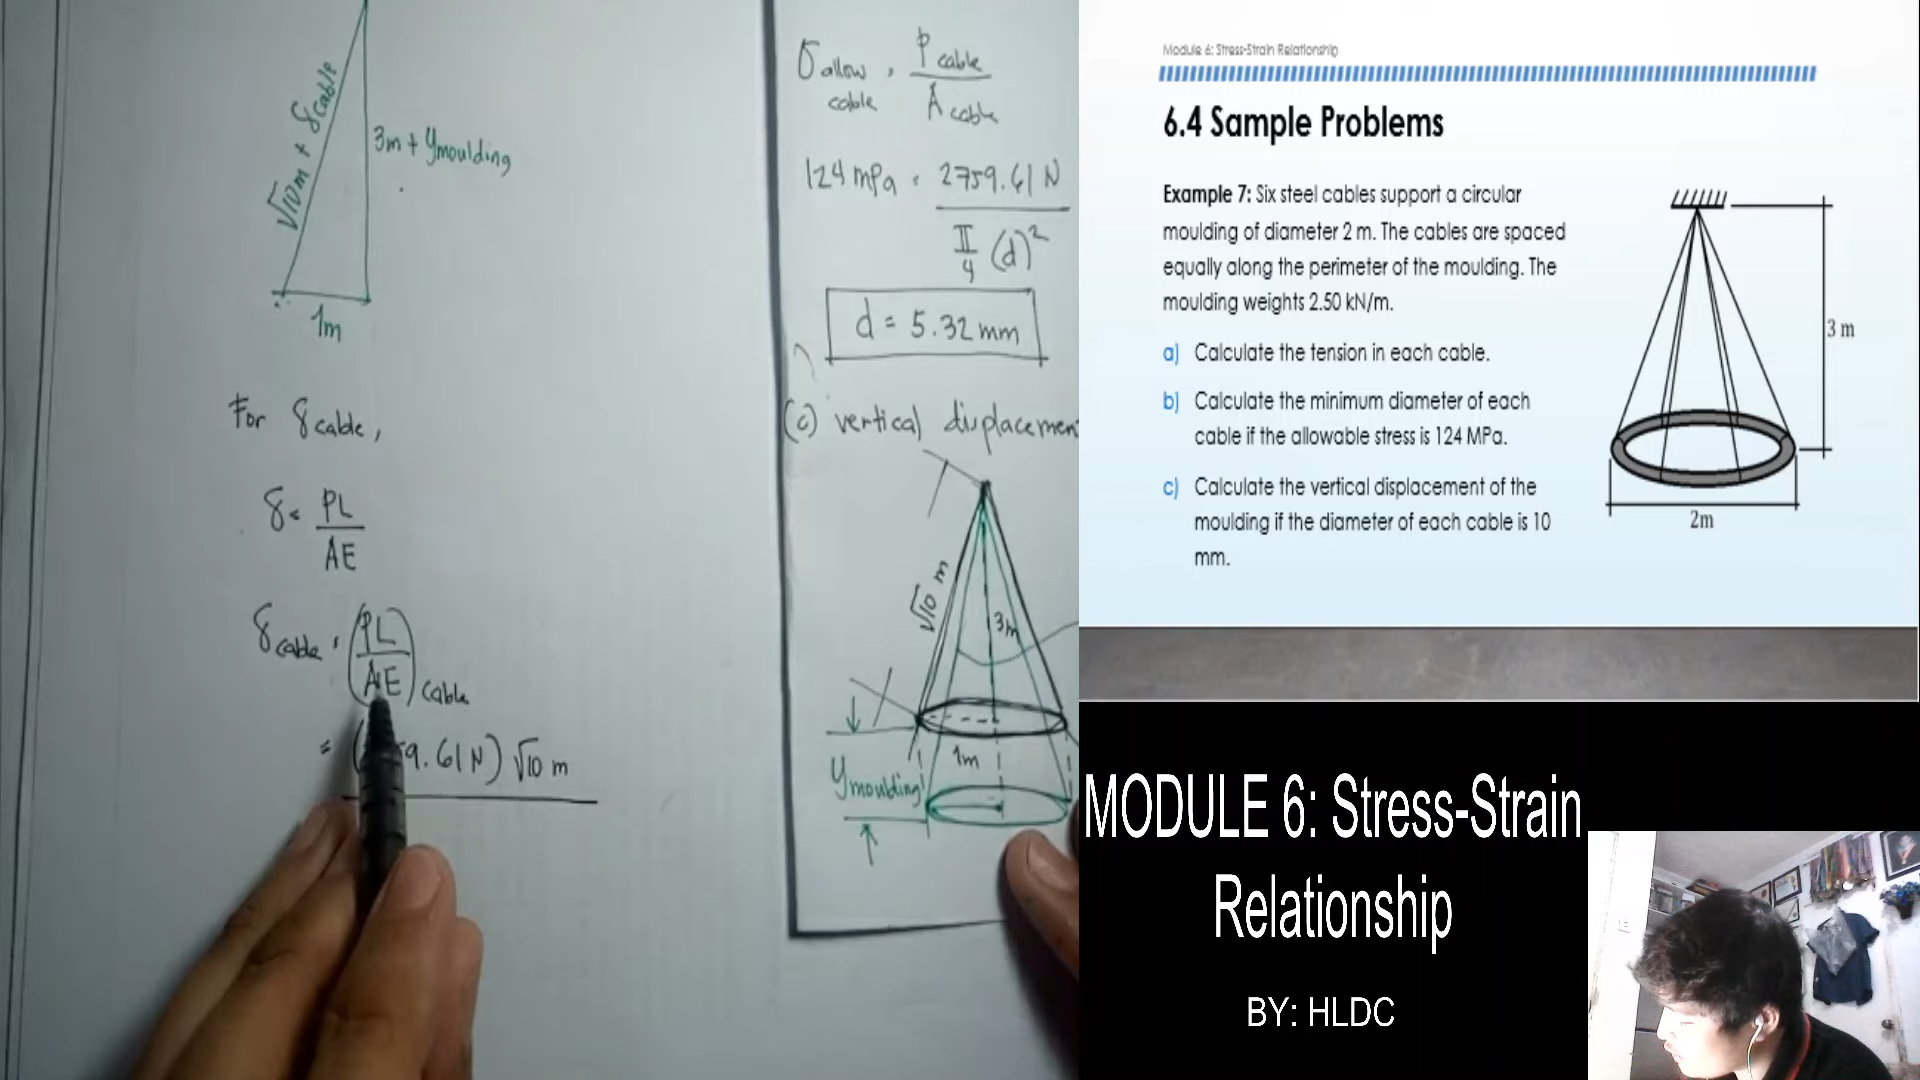 √10 m + δcable
3m + ymoulding
1m
For δcable,
δ = PL
AE
δcable = (PL
AE) cable
= ( 9.61 N) √10 m
σallow cable = Pcable
Acable
124 mPa = 2759.61 N
π/4 (d)²
d = 5.32 mm
(c) vertical displacemen
√10 m
3m
1m
ymoulding
Module 6: Stress-Strain Relationship
6.4 Sample Problems
Example 7: Six steel cables support a circular
moulding of diameter 2 m. The cables are spaced
equally along the perimeter of the moulding. The
moulding weights 2.50 kN/m.
a) Calculate the tension in each cable.
b) Calculate the minimum diameter of each
cable if the allowable stress is 124 MPa.
c) Calculate the vertical displacement of the
moulding if the diameter of each cable is 10
mm.
3 m
2m
MODULE 6: Stress-Strain
Relationship
BY: HLDC